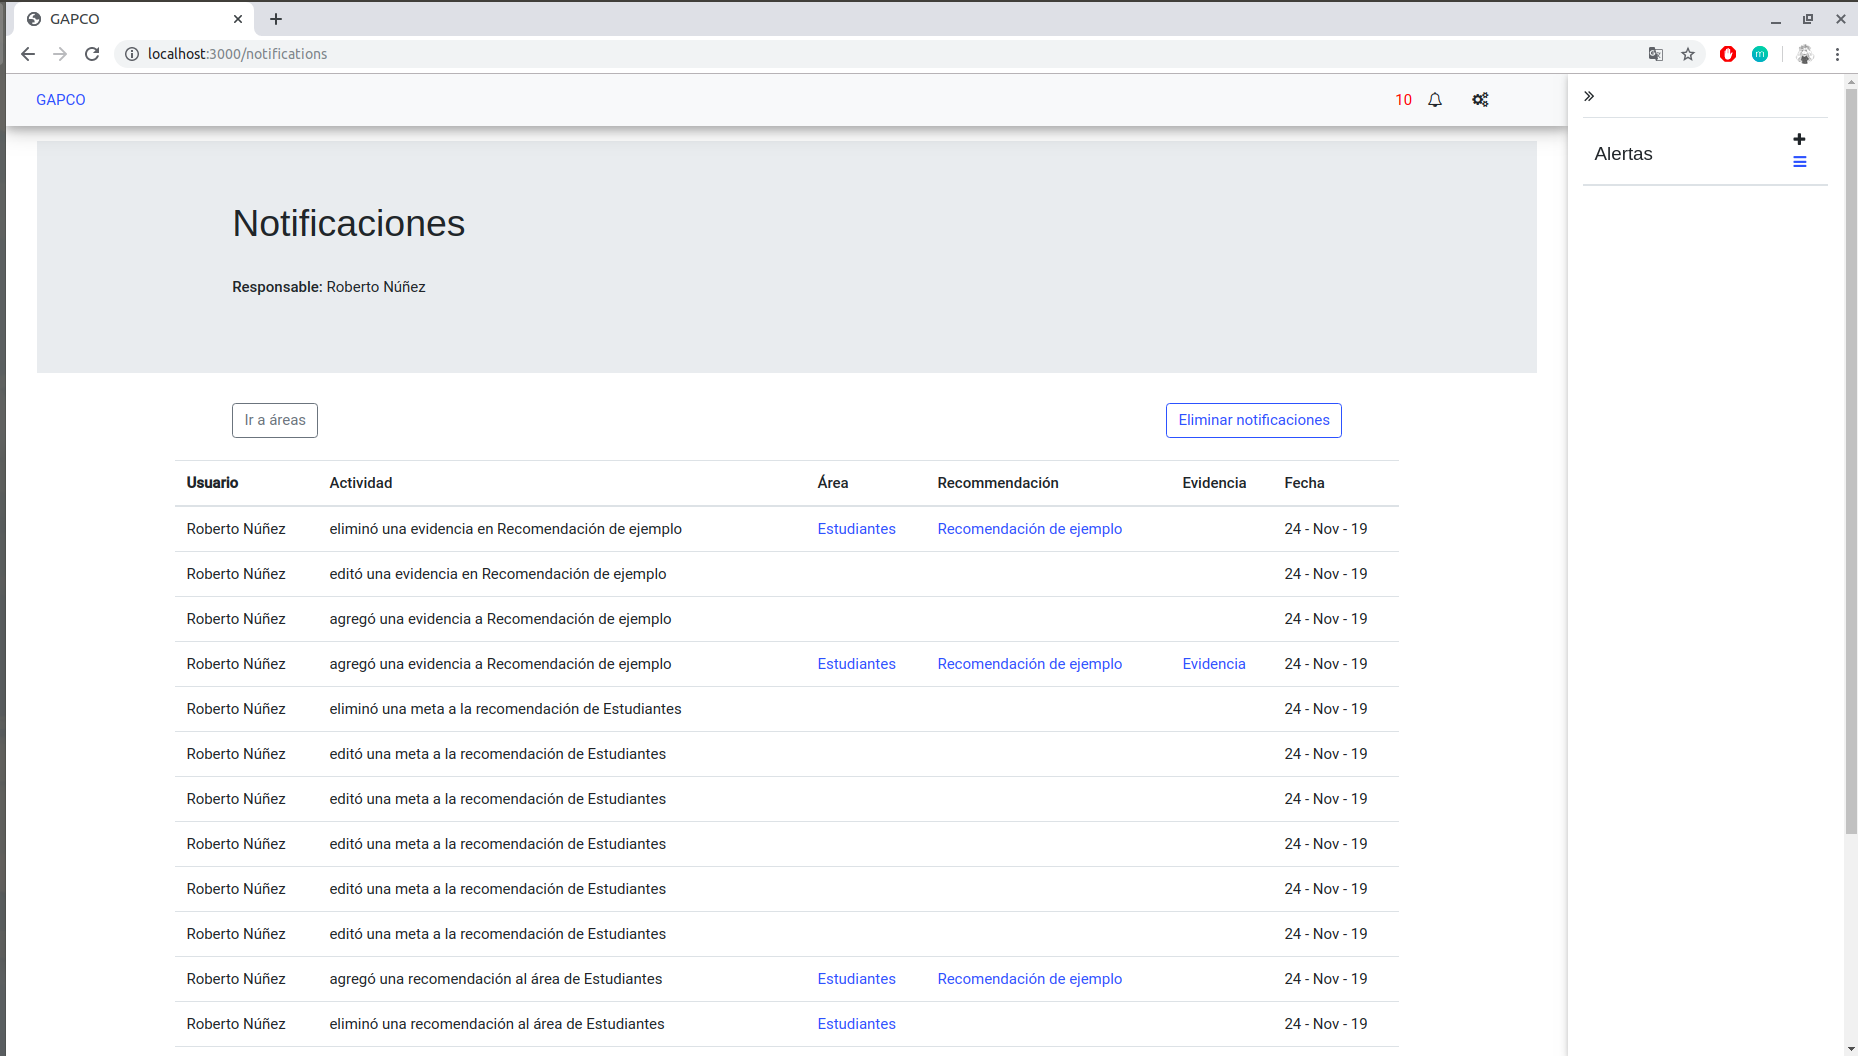 GAPCO
localhost:3000/notifications
GAPCO
10
Alertas
Notificaciones
Responsable: Roberto Núñez
Ir a áreas
Eliminar notificaciones
Usuario Actividad Área Recommendación Evidencia Fecha
Roberto Núñez eliminó una evidencia en Recomendación de ejemplo Estudiantes Recomendación de ejemplo 24 - Nov - 19
Roberto Núñez editó una evidencia en Recomendación de ejemplo 24 - Nov - 19
Roberto Núñez agregó una evidencia a Recomendación de ejemplo 24 - Nov - 19
Roberto Núñez agregó una evidencia a Recomendación de ejemplo Estudiantes Recomendación de ejemplo Evidencia 24 - Nov - 19
Roberto Núñez eliminó una meta a la recomendación de Estudiantes 24 - Nov - 19
Roberto Núñez editó una meta a la recomendación de Estudiantes 24 - Nov - 19
Roberto Núñez editó una meta a la recomendación de Estudiantes 24 - Nov - 19
Roberto Núñez editó una meta a la recomendación de Estudiantes 24 - Nov - 19
Roberto Núñez editó una meta a la recomendación de Estudiantes 24 - Nov - 19
Roberto Núñez editó una meta a la recomendación de Estudiantes 24 - Nov - 19
Roberto Núñez agregó una recomendación al área de Estudiantes Estudiantes Recomendación de ejemplo 24 - Nov - 19
Roberto Núñez eliminó una recomendación al área de Estudiantes Estudiantes 24 - Nov - 19